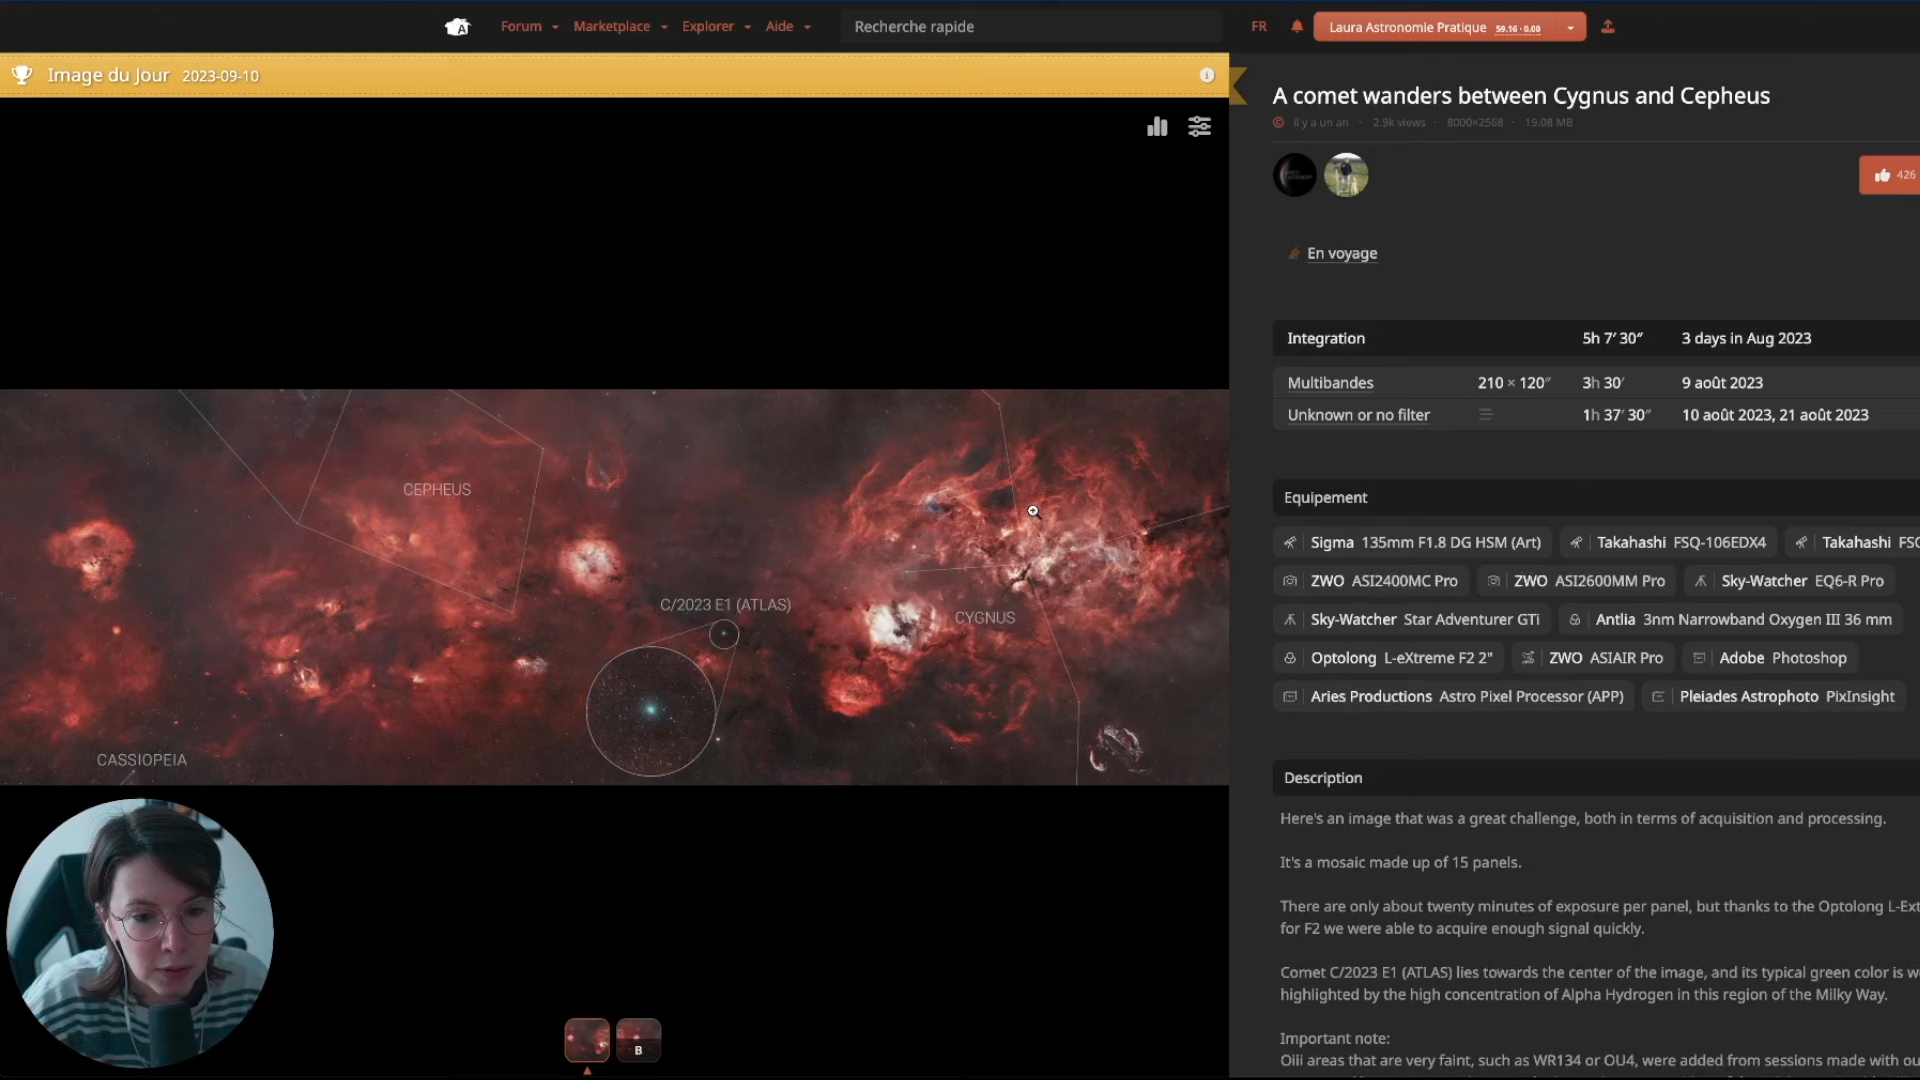 Forum
Marketplace
Explorer
Aide
Recherche rapide
FR
Laura Astronomie Pratique 59.16 · 0.00
Image du Jour 2023-09-10
A comet wanders between Cygnus and Cepheus
il y a un an · 2.9k views · 8000×2568 · 19.08 MB
426
En voyage
Integration 5h 7′ 30″ 3 days in Aug 2023
Multibandes 210 × 120″ 3h 30′ 9 août 2023
Unknown or no filter 1h 37′ 30″ 10 août 2023, 21 août 2023
Equipement
Sigma 135mm F1.8 DG HSM (Art)
Takahashi FSQ-106EDX4
Takahashi
ZWO ASI2400MC Pro
ZWO ASI2600MM Pro
Sky-Watcher EQ6-R Pro
Sky-Watcher Star Adventurer GTi
Antlia 3nm Narrowband Oxygen III 36 mm
Optolong L-eXtreme F2 2"
ZWO ASIAIR Pro
Adobe Photoshop
Aries Productions Astro Pixel Processor (APP)
Pleiades Astrophoto PixInsight
Description
Here's an image that was a great challenge, both in terms of acquisition and processing.
It's a mosaic made up of 15 panels.
There are only about twenty minutes of exposure per panel, but thanks to the Optolong L-Ext
for F2 we were able to acquire enough signal quickly.
Comet C/2023 E1 (ATLAS) lies towards the center of the image, and its typical green color is
highlighted by the high concentration of Alpha Hydrogen in this region of the Milky Way.
Important note:
Oiii areas that are very faint, such as WR134 or OU4, were added from sessions made with
CEPHEUS
C/2023 E1 (ATLAS)
CYGNUS
CASSIOPEIA
B